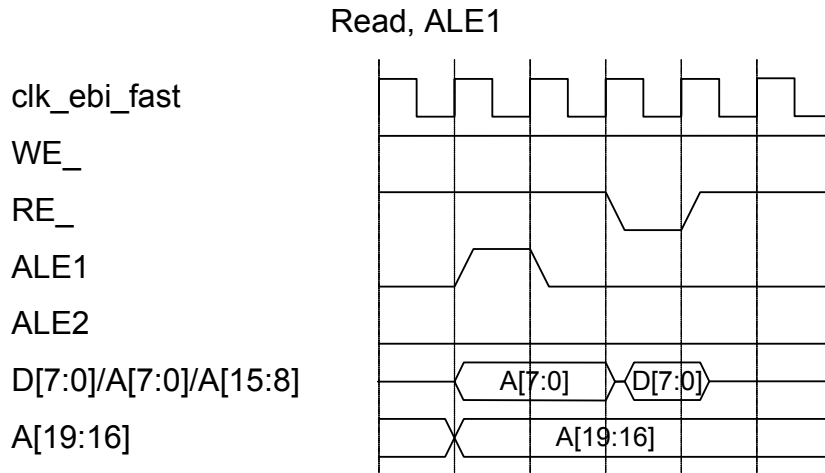 Read, ALE1
clk_ebi_fast
WE_
RE_
ALE1
ALE2
D[7:0]/A[7:0]/A[15:8] A[7:0] D[7:0]
A[19:16] A[19:16]